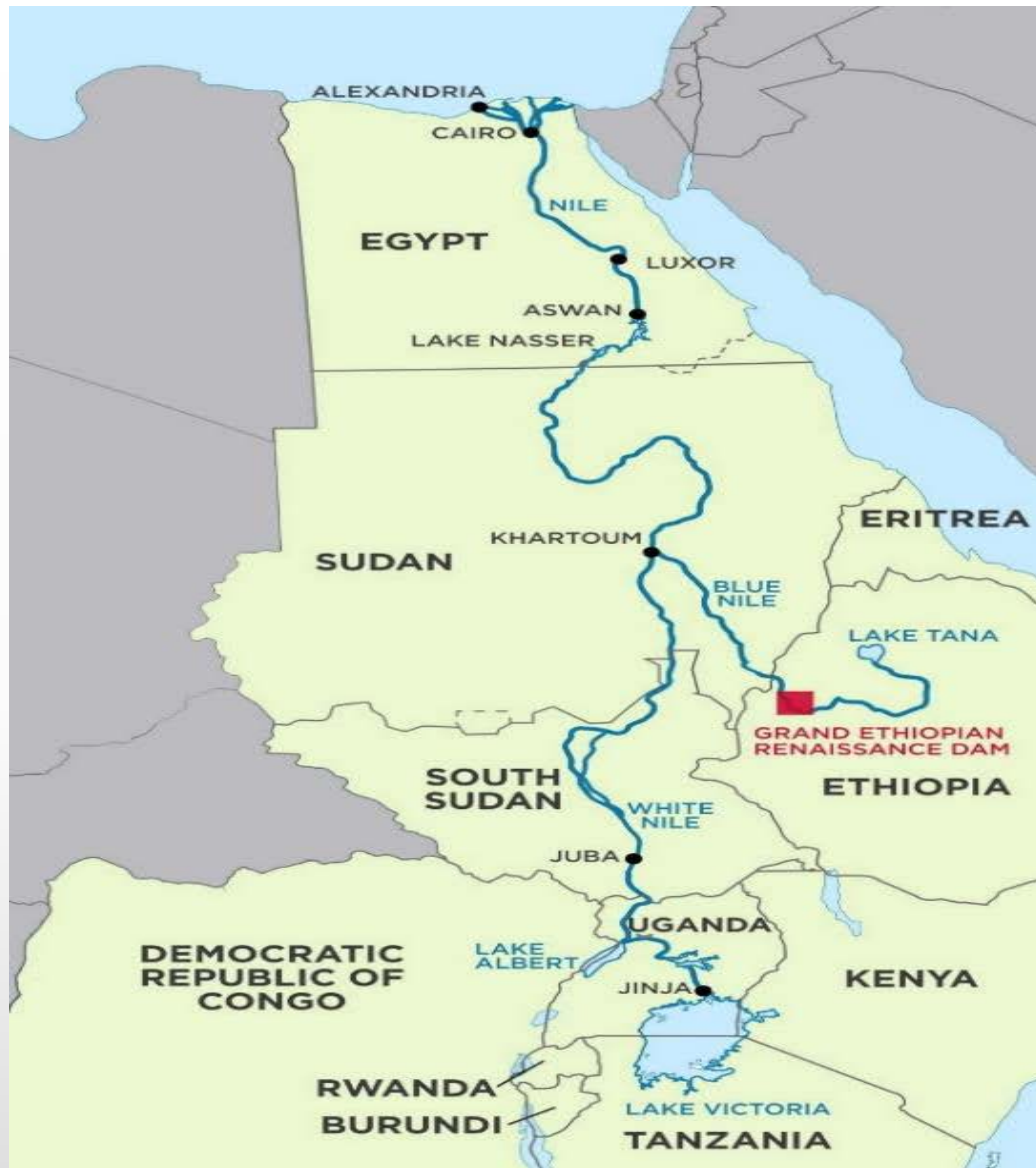 ALEXANDRIA
CAIRO
NILE
EGYPT
LUXOR
ASWAN
LAKE NASSER
ERITREA
KHARTOUM
SUDAN
BLUE
NILE
LAKE TANA
GRAND ETHIOPIAN
RENAISSANCE DAM
SOUTH
SUDAN
ETHIOPIA
WHITE
NILE
JUBA
UGANDA
DEMOCRATIC
REPUBLIC OF
CONGO
LAKE
ALBERT
KENYA
JINJA
RWANDA
LAKE VICTORIA
BURUNDI
TANZANIA